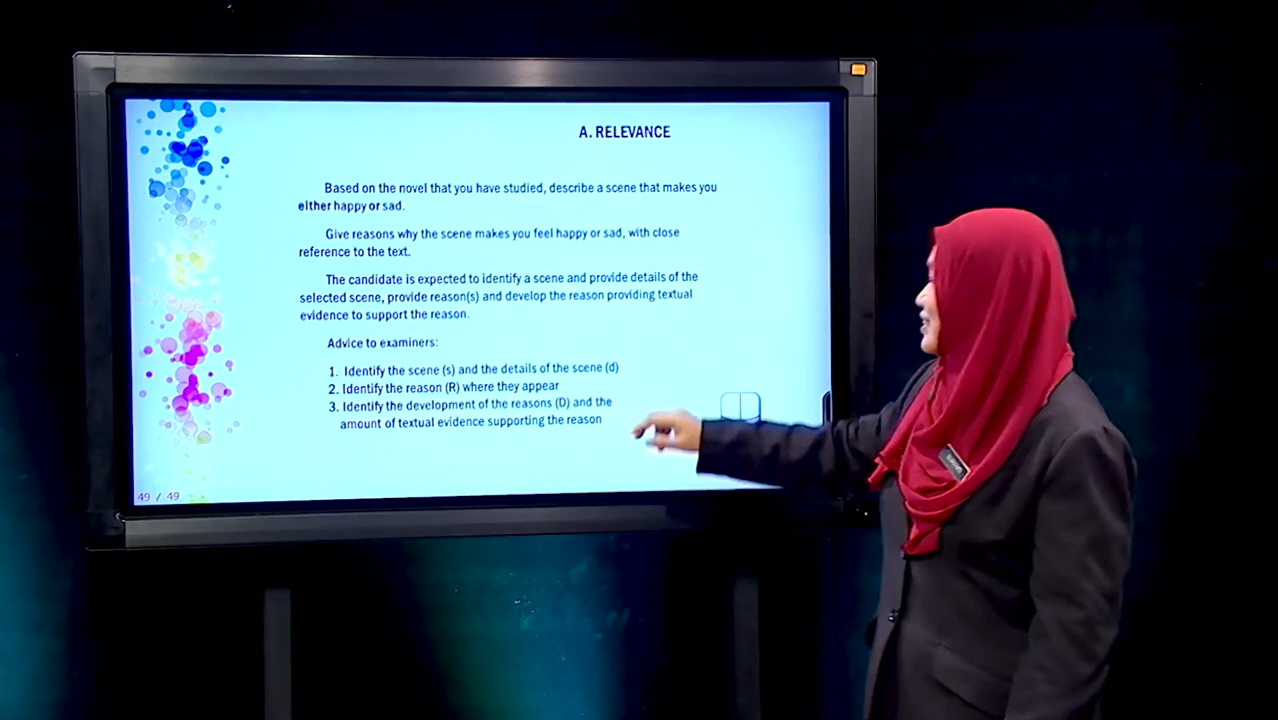 A. RELEVANCE
Based on the novel that you have studied, describe a scene that makes you
either happy or sad.
Give reasons why the scene makes you feel happy or sad, with close
reference to the text.
The candidate is expected to identify a scene and provide details of the
selected scene, provide reason(s) and develop the reason providing textual
evidence to support the reason.
Advice to examiners:
1. Identify the scene (s) and the details of the scene (d)
2. Identify the reason (R) where they appear
3. Identify the development of the reasons (D) and the
amount of textual evidence supporting the reason
49 / 49